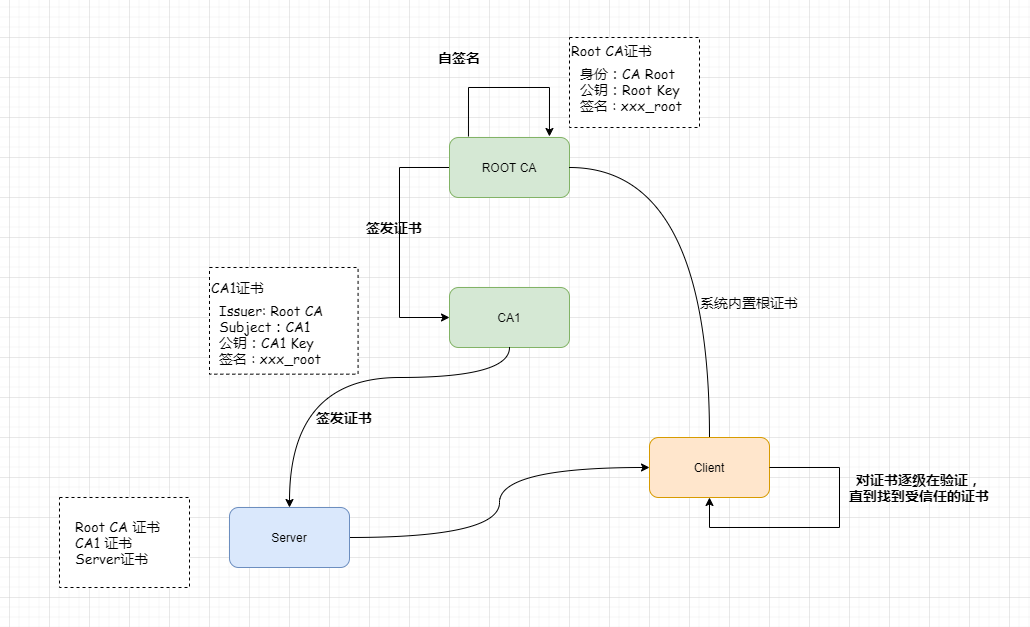 自签名
Root CA证书
身份：CA Root
公钥：Root Key
签名：xxx_root
ROOT CA
签发证书
CA1证书
Issuer: Root CA
Subject：CA1
公钥：CA1 Key
签名：xxx_root
CA1
系统内置根证书
签发证书
Client
对证书逐级在验证，
直到找到受信任的证书
Root CA 证书
CA1 证书
Server证书
Server